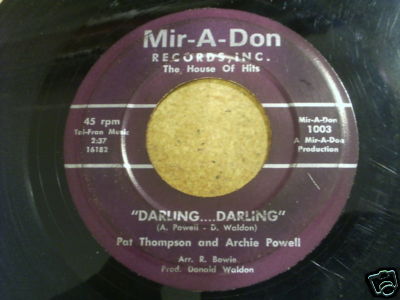 Mir-A-Don
RECORDS, INC.
The House Of Hits
45 rpm
Tel-Fran Music
2:37
16182
Mir-A-Don
1003
A Mir-A-Don
Production
"DARLING....DARLING"
(A. Powell - D. Waldon)
Pat Thompson and Archie Powell
Arr. R. Bowie
Prod. Donald Waldon